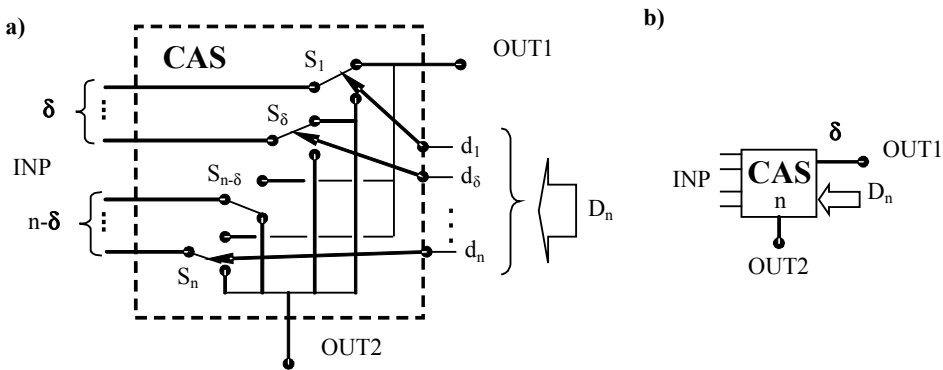 a)
CAS
S1
OUT1
δ
Sδ
d1
INP
dδ
Sn-δ
n-δ
Dn
dn
Sn
OUT2
b)
δ
OUT1
INP
CAS
n
Dn
OUT2